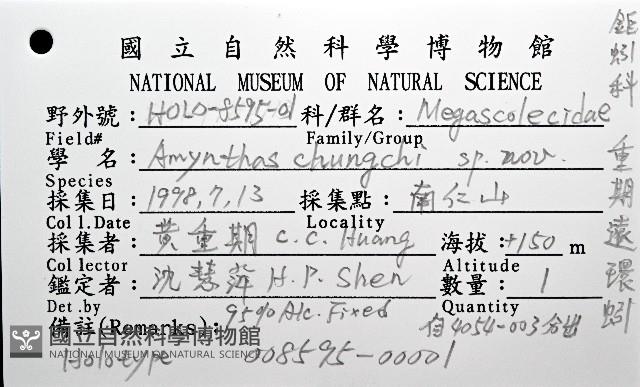 國立自然科學博物館
NATIONAL MUSEUM OF NATURAL SCIENCE
野外號：HOLO-8595-01 科/群名：Megascolecidae
Field# Family/Group
學 名：Amynthas chungchi sp. nov.
Species
採集日：1998,7,13 採集點：南仁山
Coll.Date Locality
採集者：黃重期 C.C. Huang 海拔：+150 m
Collector Altitude
鑑定者：沈慧萍 H.P. Shen 數量：1
Det.by 95% Alc. Fixed Quantity
備註(Remarks)： 自4054-003分出
Holotype 008595-00001
國立自然科學博物館
NATIONAL MUSEUM OF NATURAL SCIENCE
鉅蚓科 重期遠環蚓